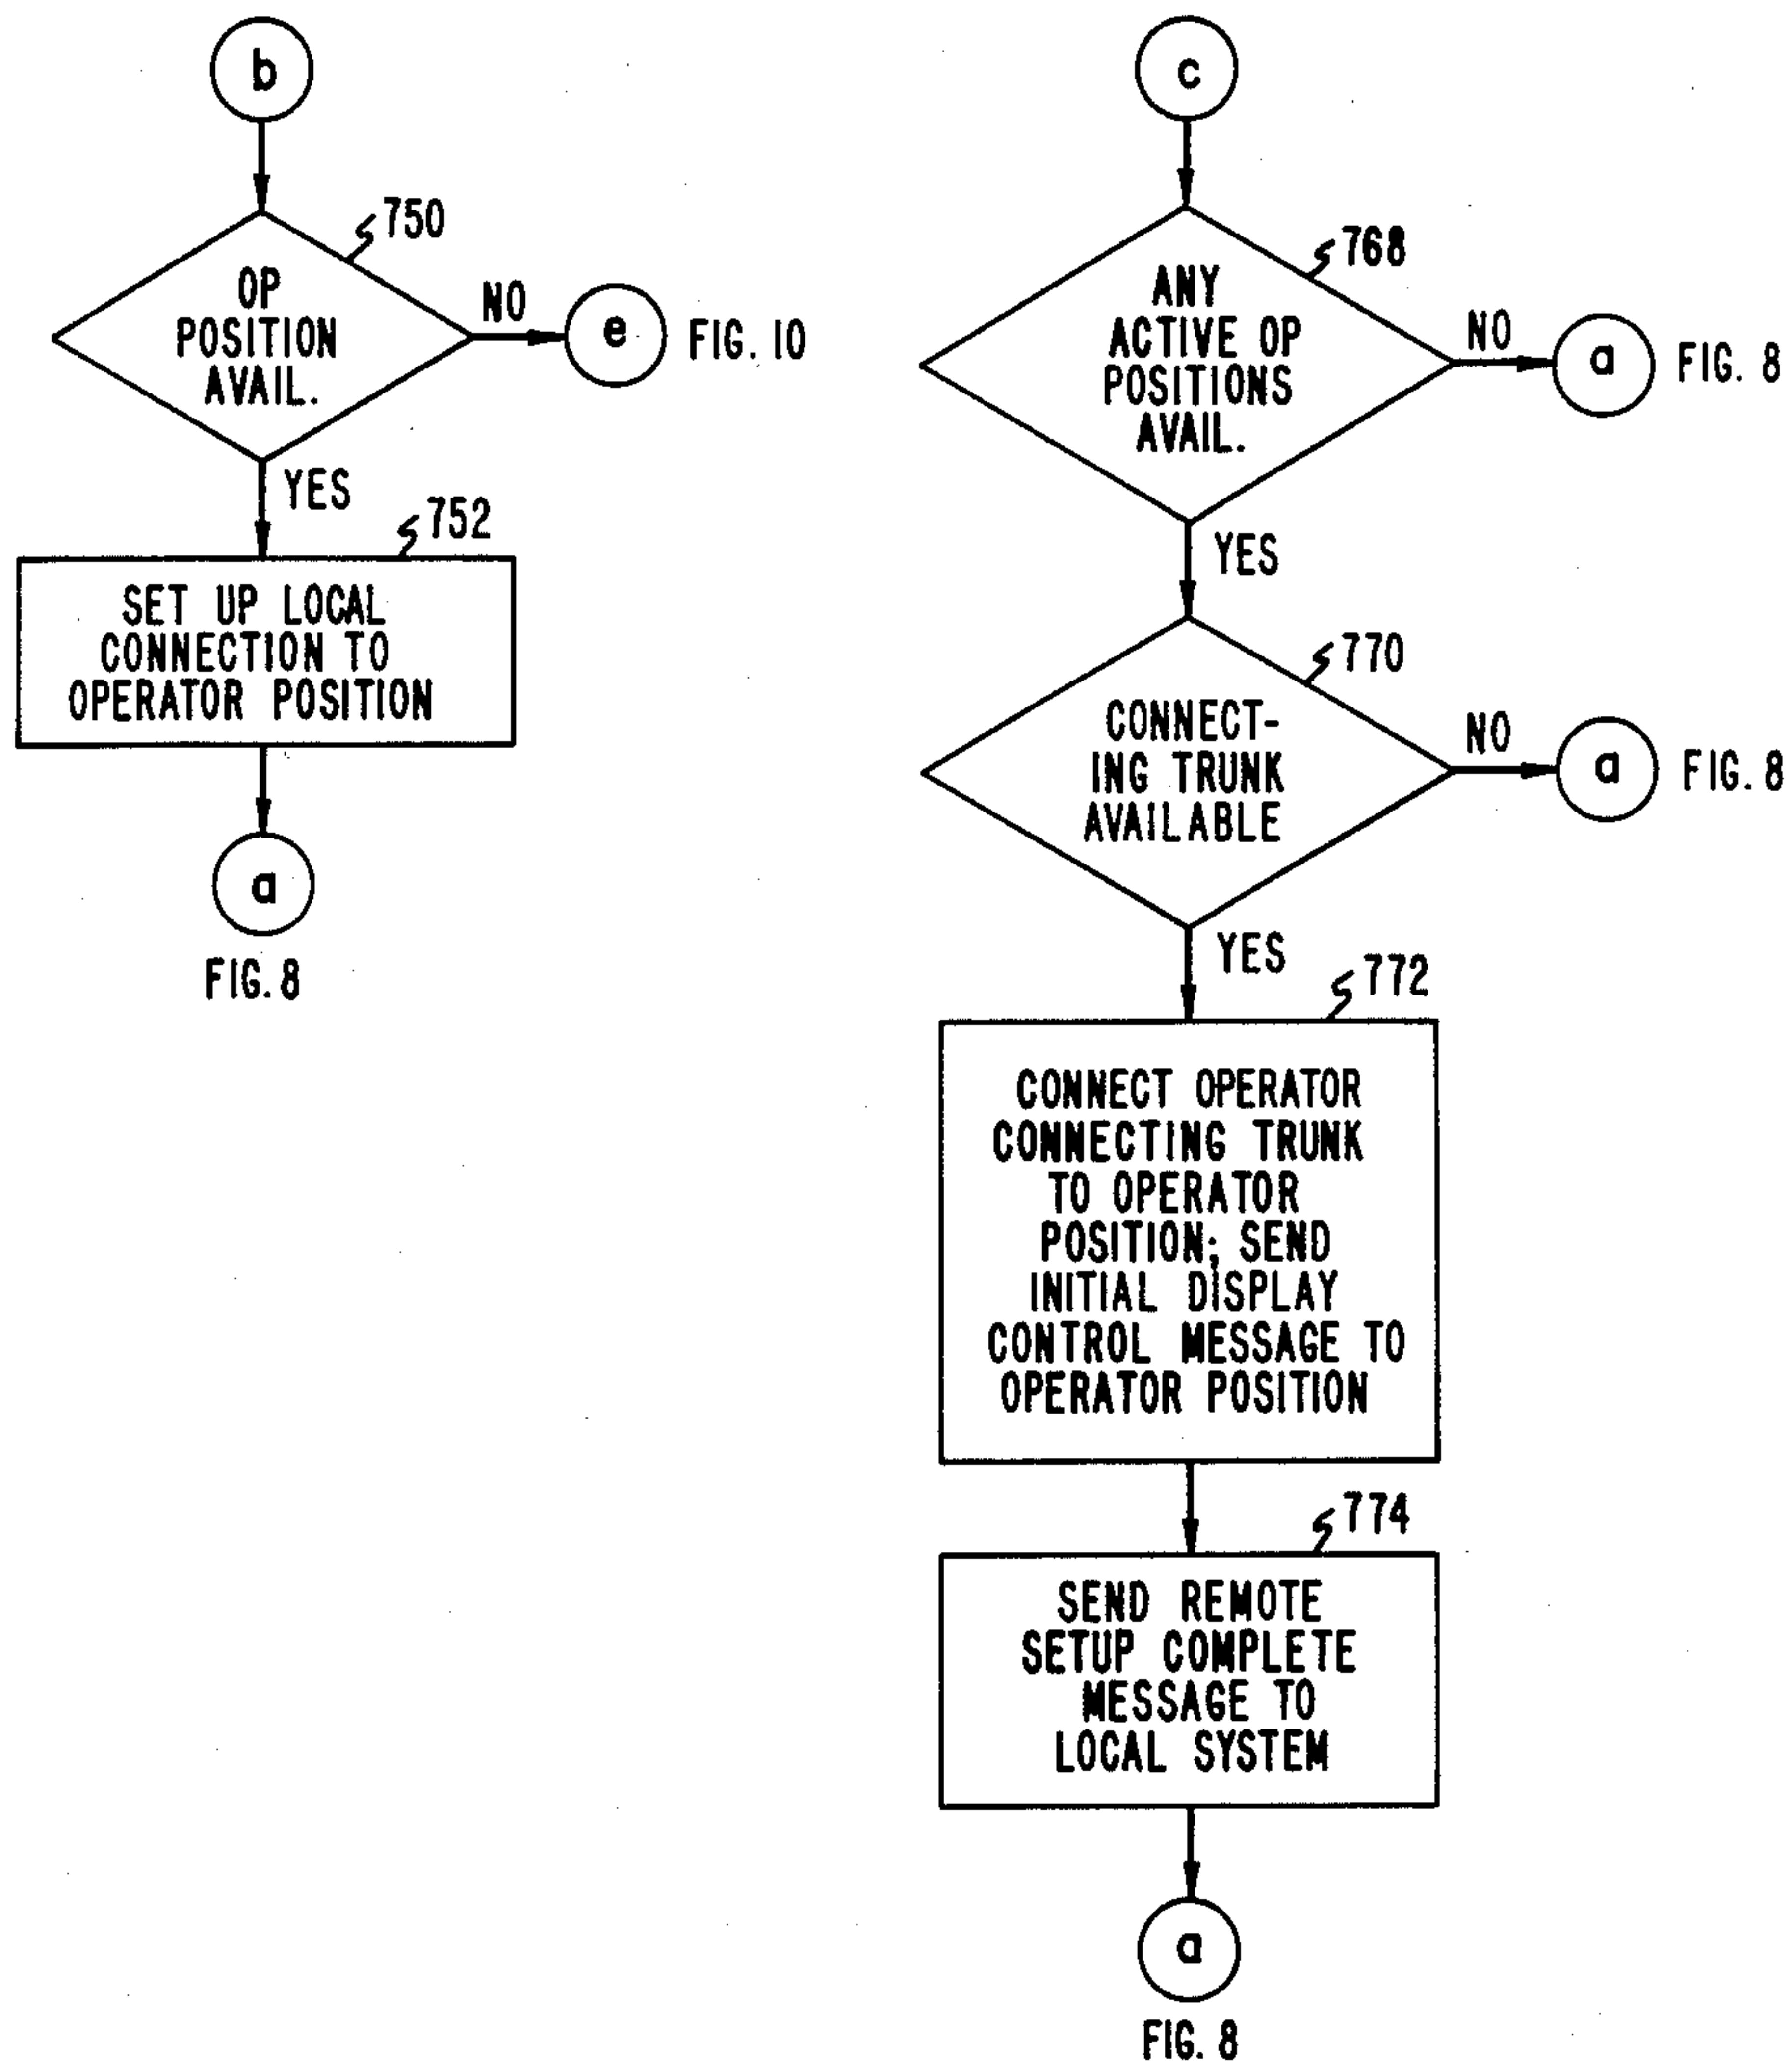 b
750
OP
POSITION
AVAIL.
NO
e
FIG. 10
YES
752
SET UP LOCAL
CONNECTION TO
OPERATOR POSITION
a
FIG. 8
c
768
ANY
ACTIVE OP
POSITIONS
AVAIL.
NO
a
FIG. 8
YES
770
CONNECT-
ING TRUNK
AVAILABLE
NO
a
FIG. 8
YES
772
CONNECT OPERATOR
CONNECTING TRUNK
TO OPERATOR
POSITION; SEND
INITIAL DISPLAY
CONTROL MESSAGE TO
OPERATOR POSITION
774
SEND REMOTE
SETUP COMPLETE
MESSAGE TO
LOCAL SYSTEM
a
FIG. 8